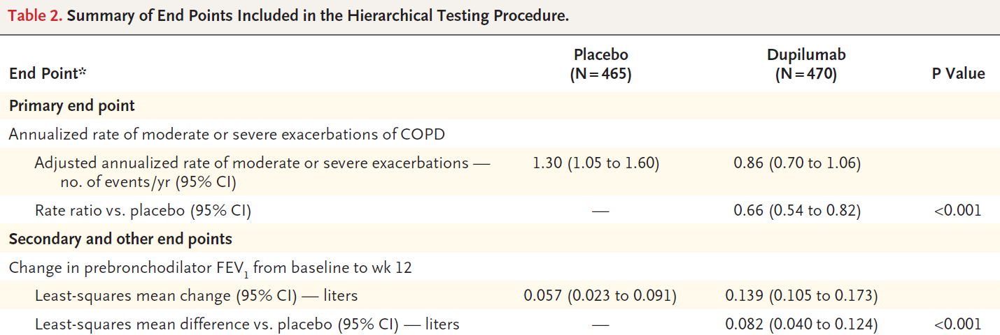 Table 2. Summary of End Points Included in the Hierarchical Testing Procedure.
End Point* Placebo (N=465) Dupilumab (N=470) P Value
Primary end point
Annualized rate of moderate or severe exacerbations of COPD
Adjusted annualized rate of moderate or severe exacerbations — no. of events/yr (95% CI) 1.30 (1.05 to 1.60) 0.86 (0.70 to 1.06)
Rate ratio vs. placebo (95% CI) — 0.66 (0.54 to 0.82) <0.001
Secondary and other end points
Change in prebronchodilator FEV1 from baseline to wk 12
Least-squares mean change (95% CI) — liters 0.057 (0.023 to 0.091) 0.139 (0.105 to 0.173)
Least-squares mean difference vs. placebo (95% CI) — liters — 0.082 (0.040 to 0.124) <0.001